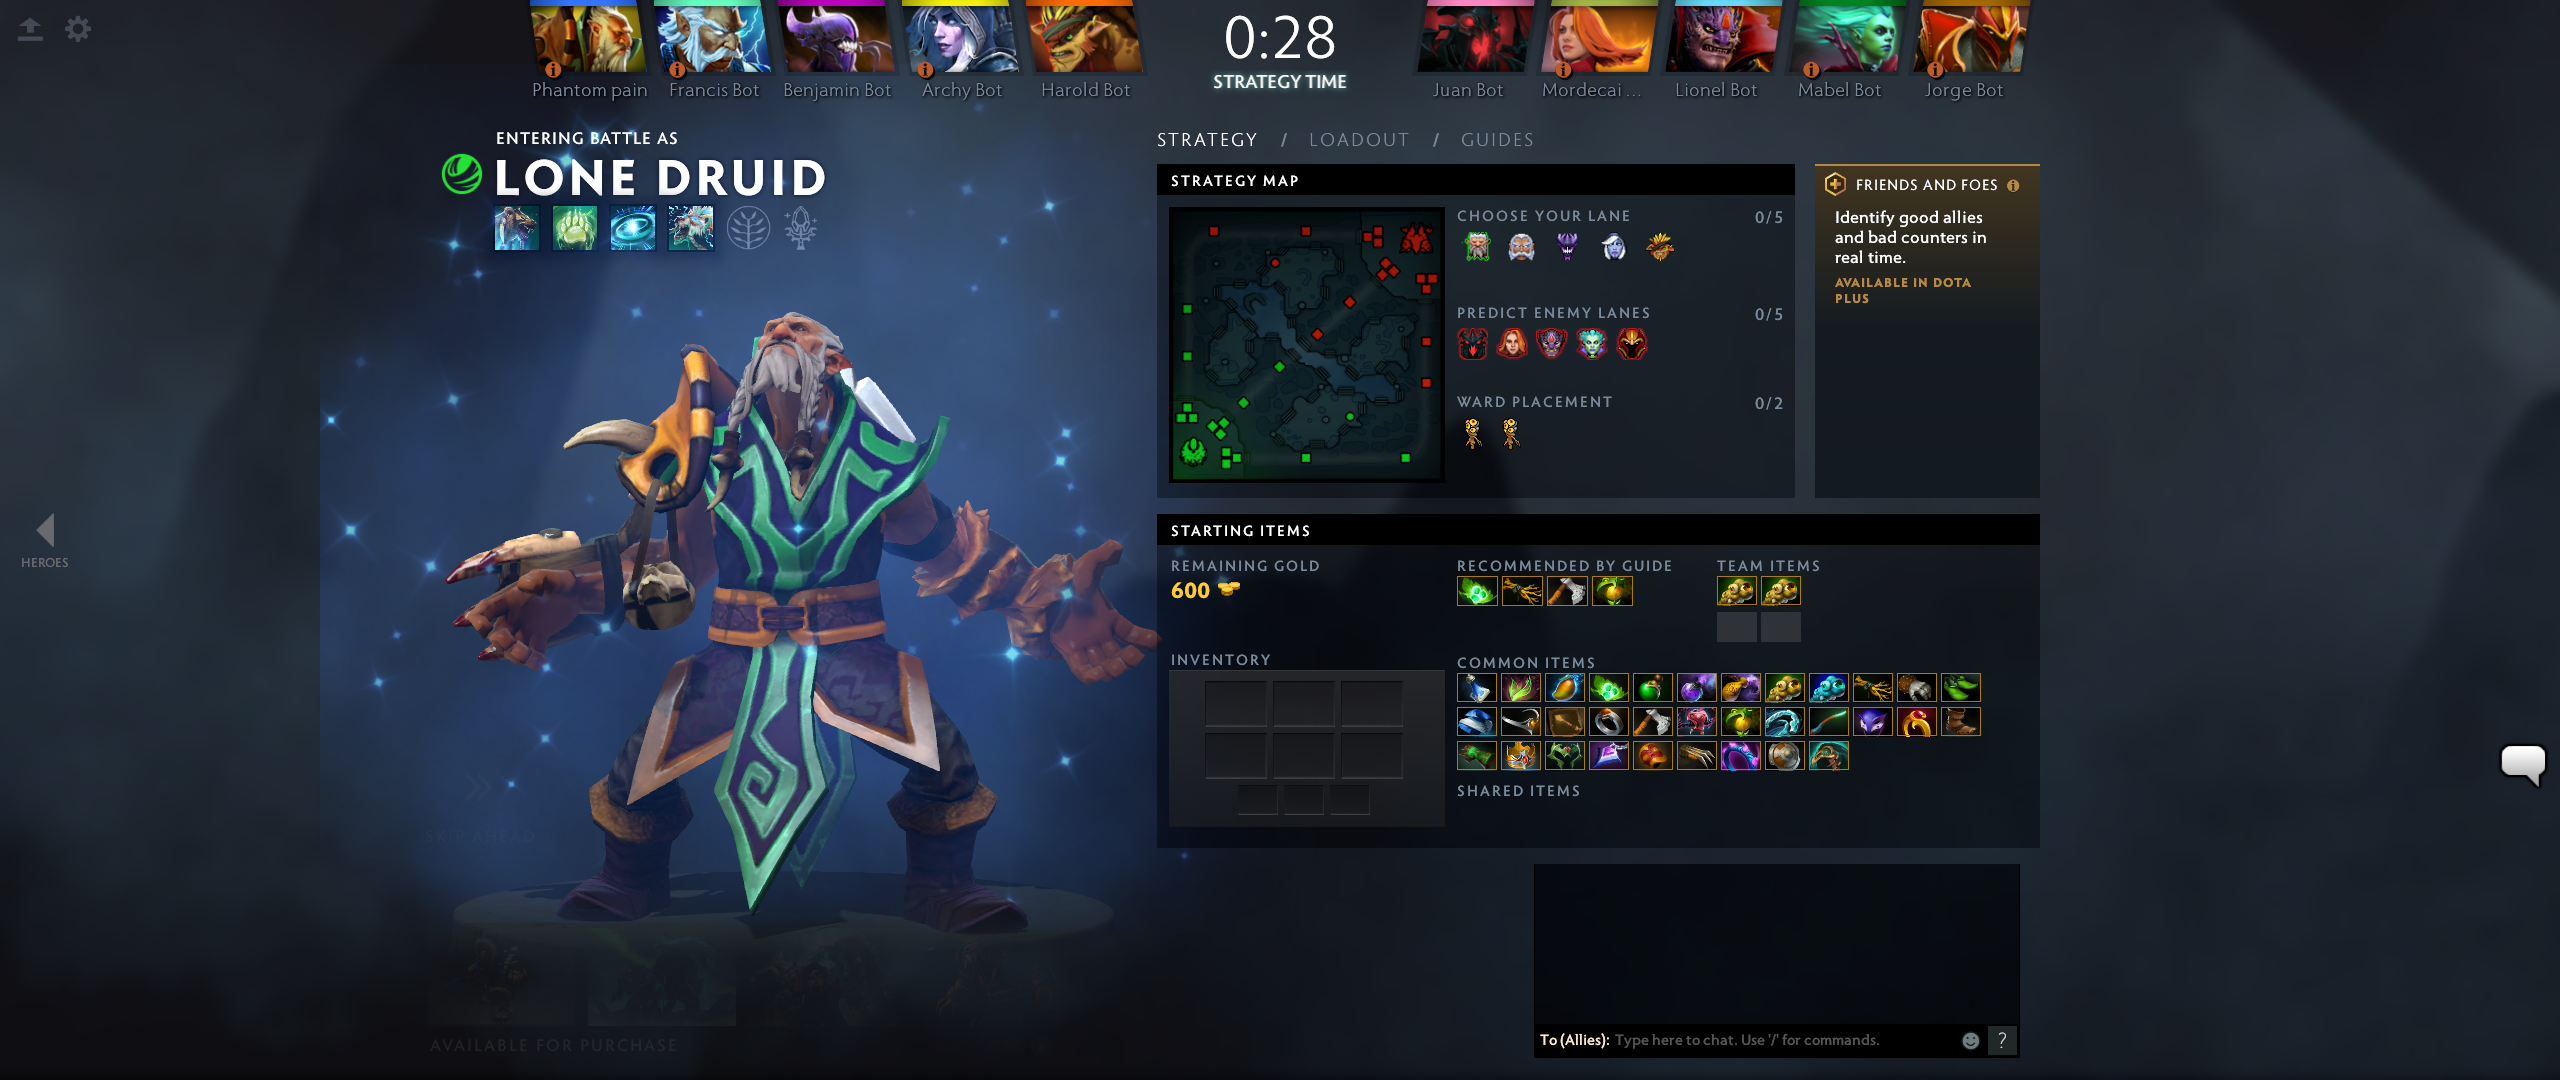 0:28
STRATEGY TIME
Phantom pain
Francis Bot
Benjamin Bot
Archy Bot
Harold Bot
Juan Bot
Mordecai ...
Lionel Bot
Mabel Bot
Jorge Bot
ENTERING BATTLE AS
LONE DRUID
STRATEGY / LOADOUT / GUIDES
STRATEGY MAP
CHOOSE YOUR LANE 0/5
PREDICT ENEMY LANES 0/5
WARD PLACEMENT 0/2
FRIENDS AND FOES
Identify good allies
and bad counters in
real time.
AVAILABLE IN DOTA
PLUS
HEROES
STARTING ITEMS
REMAINING GOLD
600
RECOMMENDED BY GUIDE
TEAM ITEMS
INVENTORY
COMMON ITEMS
SHARED ITEMS
SKIP AHEAD
AVAILABLE FOR PURCHASE
To (Allies): Type here to chat. Use '/' for commands.
?